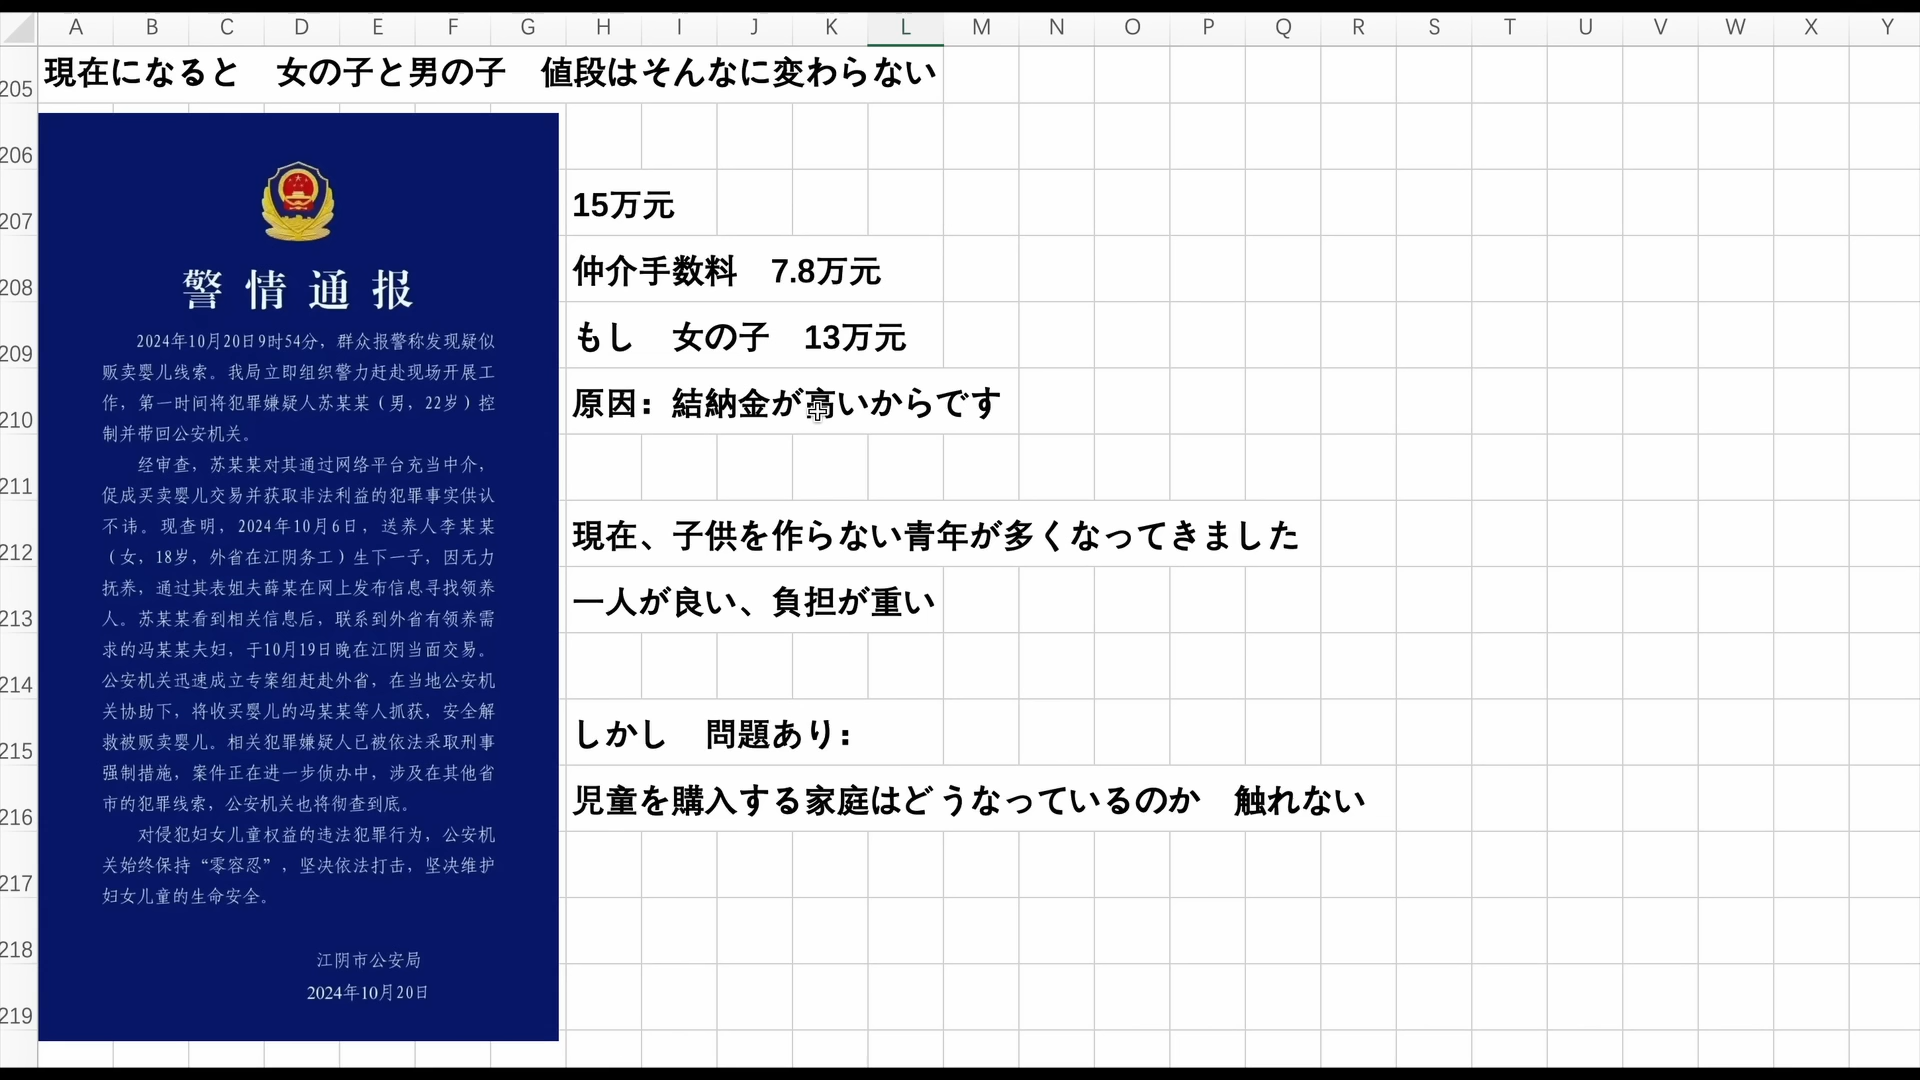 A B C D E F G H I J K L M N O P Q R S T U V W X Y
205 現在になると　女の子と男の子　値段はそんなに変わらない
206
207
208
209
210
211
212
213
214
215
216
217
218
219
警情通报
2024年10月20日9时54分，群众报警称发现疑似
贩卖婴儿线索。我局立即组织警力赶赴现场开展工
作，第一时间将犯罪嫌疑人苏某某（男，22岁）控
制并带回公安机关。
经审查，苏某某对其通过网络平台充当中介，
促成买卖婴儿交易并获取非法利益的犯罪事实供认
不讳。现查明，2024年10月6日，送养人李某某
（女，18岁，外省在江阴务工）生下一子，因无力
抚养，通过其表姐夫薛某在网上发布信息寻找领养
人。苏某某看到相关信息后，联系到外省有领养需
求的冯某某夫妇，于10月19日晚在江阴当面交易。
公安机关迅速成立专案组赶赴外省，在当地公安机
关协助下，将收买婴儿的冯某某等人抓获，安全解
救被贩卖婴儿。相关犯罪嫌疑人已被依法采取刑事
强制措施，案件正在进一步侦办中，涉及在其他省
市的犯罪线索，公安机关也将彻查到底。
对侵犯妇女儿童权益的违法犯罪行为，公安机
关始终保持“零容忍”，坚决依法打击，坚决维护
妇女儿童的生命安全。
江阴市公安局
2024年10月20日
15万元
仲介手数料　7.8万元
もし　女の子　13万元
原因：結納金が高いからです
現在、子供を作らない青年が多くなってきました
一人が良い、負担が重い
しかし　問題あり：
児童を購入する家庭はどうなっているのか　触れない